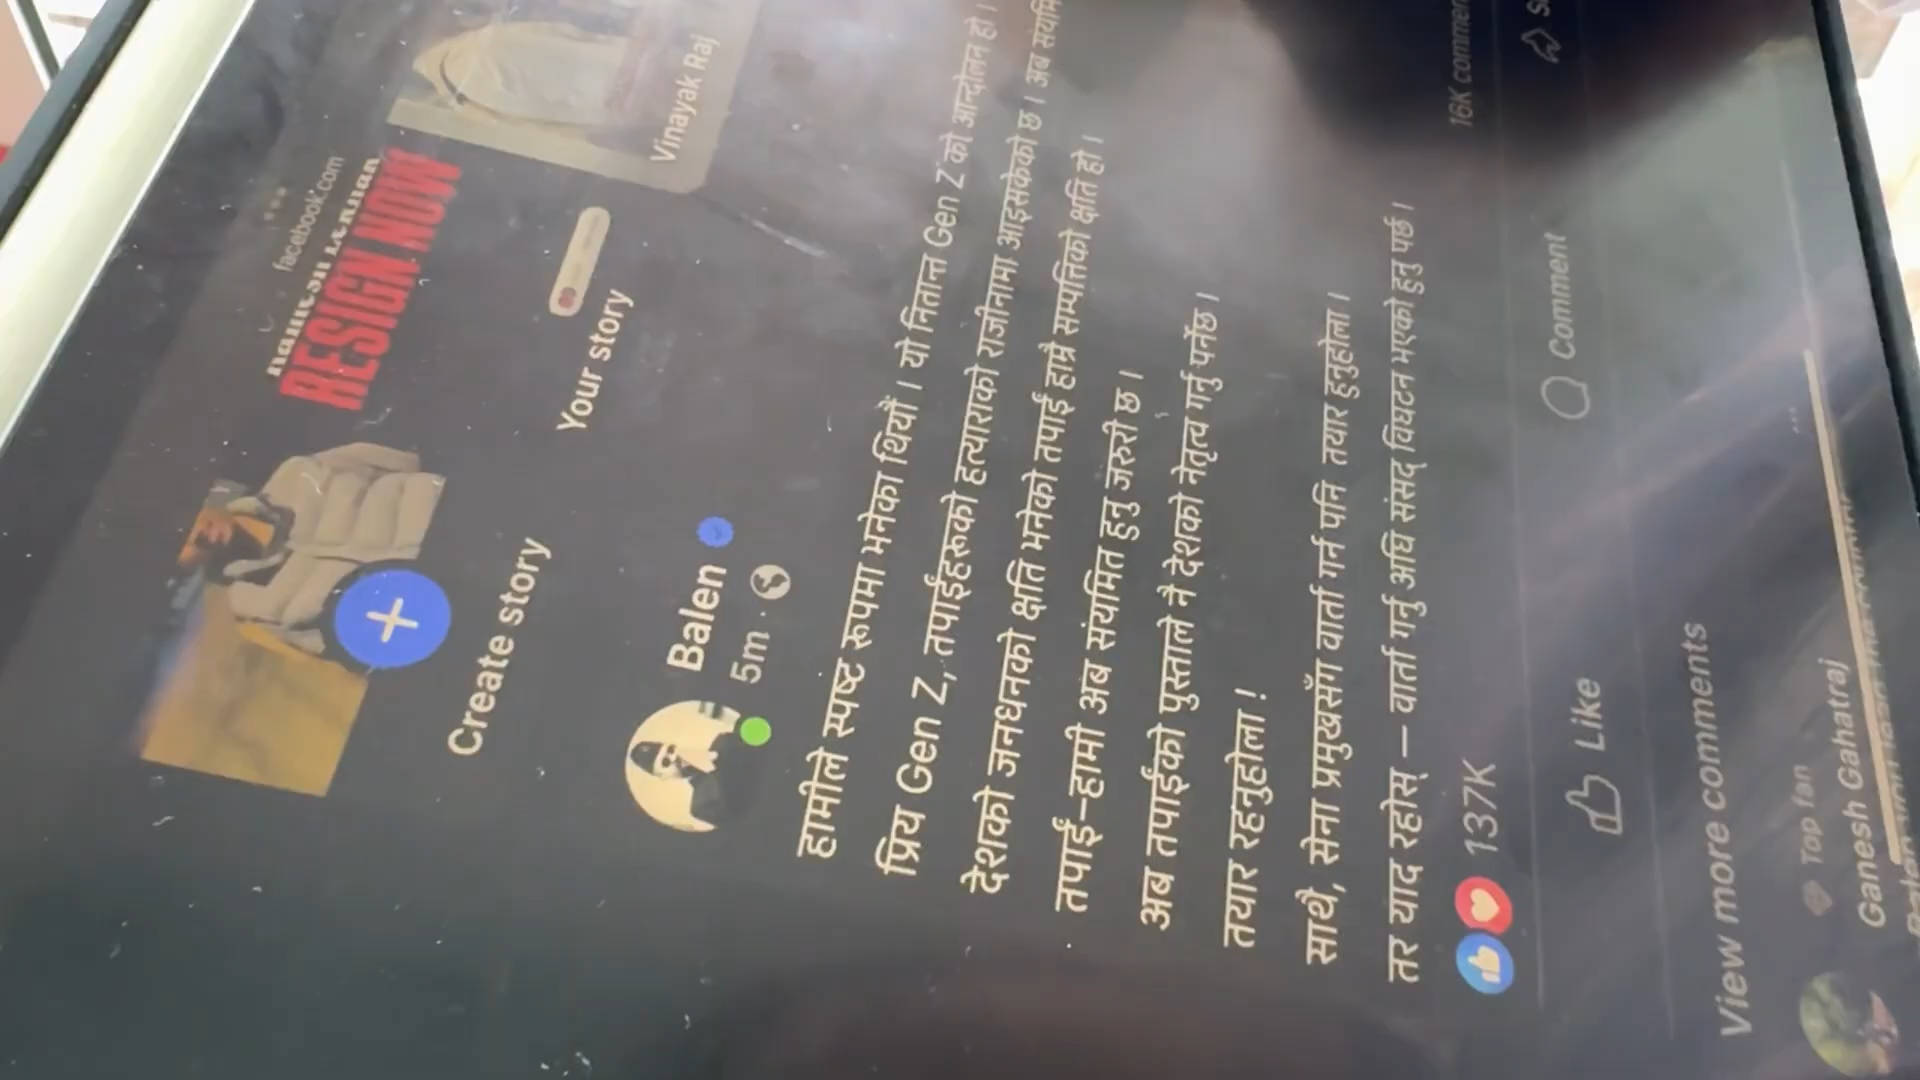 facebook.com
RESIGN NOW
Create story
Your story
Vinayak Raj
Balen
5m
हामीले स्पष्ट रूपमा भनेका थियौं । यो नितान्त Gen Z को आन्दोलन हो ।
प्रिय Gen Z, तपाईंहरूको हत्याराको राजीनामा आइसकेको छ । अब संयमि
देशको जनधनको क्षति भनेको तपाईं हाम्रै सम्पत्तिको क्षति हो ।
तपाईं–हामी अब संयमित हुनु जरुरी छ ।
अब तपाईंको पुस्ताले नै देशको नेतृत्व गर्नु पर्नेछ ।
तयार रहनुहोला !
साथै, सेना प्रमुखसँग वार्ता गर्न पनि तयार हुनुहोला ।
तर याद रहोस् – वार्ता गर्नु अघि संसद् विघटन भएको हुनु पर्छ ।
137K
16K commen
Like
Comment
View more comments
Top fan
Ganesh Gahatraj